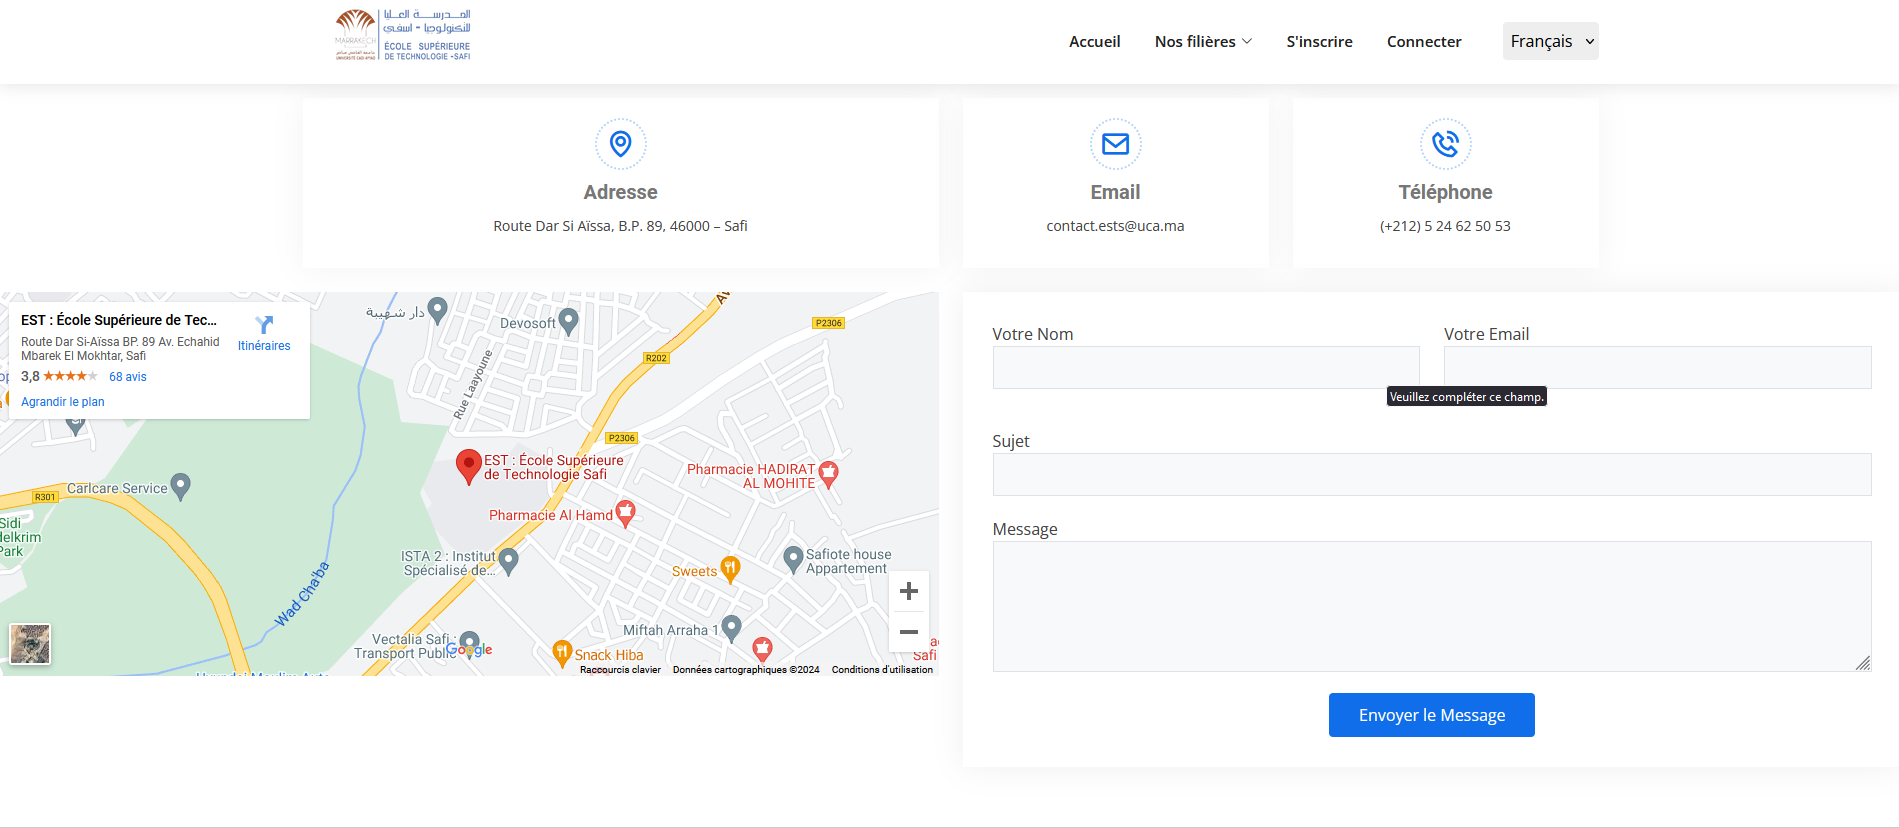 المدرسة العليا
للتكنولوجيا - آسفي
MARRAKECH
ÉCOLE SUPÉRIEURE
DE TECHNOLOGIE -SAFI
Accueil
Nos filières
S'inscrire
Connecter
Français
Adresse
Route Dar Si Aïssa, B.P. 89, 46000 – Safi
Email
contact.ests@uca.ma
Téléphone
(+212) 5 24 62 50 53
EST : École Supérieure de Tec...
Route Dar Si-Aïssa BP. 89 Av. Echahid
Mbarek El Mokhtar, Safi
3,8
68 avis
Agrandir le plan
Itinéraires
دار شهيبة
Devosoft
P2306
R202
Rue Laayoune
P2306
EST : École Supérieure
de Technologie Safi
Pharmacie HADIRAT
AL MOHITE
Carlcare Service
R301
Pharmacie Al Hamd
Sidi
delkrim
Park
ISTA 2 : Institut
Spécialisé de...
Safiote house
Appartement
Sweets
Wad Cha'ba
Miftah Arraha 1
Vectalia Safi :
Transport Public
Google
Snack Hiba
Safi
Raccourcis clavier
Données cartographiques ©2024
Conditions d'utilisation
Votre Nom
Votre Email
Veuillez compléter ce champ.
Sujet
Message
Envoyer le Message